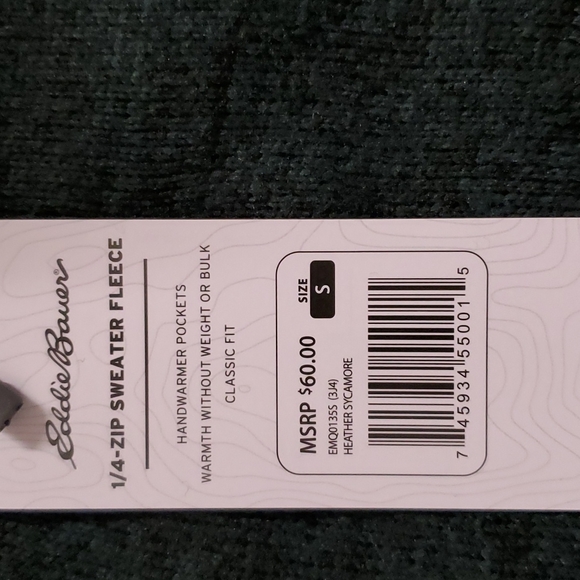 Eddie Bauer®
1/4-ZIP SWEATER FLEECE
HANDWARMER POCKETS
WARMTH WITHOUT WEIGHT OR BULK
CLASSIC FIT
SIZE
S
MSRP $60.00
EMQ0135S (3J4)
HEATHER SYCAMORE
7 45934 55001 5